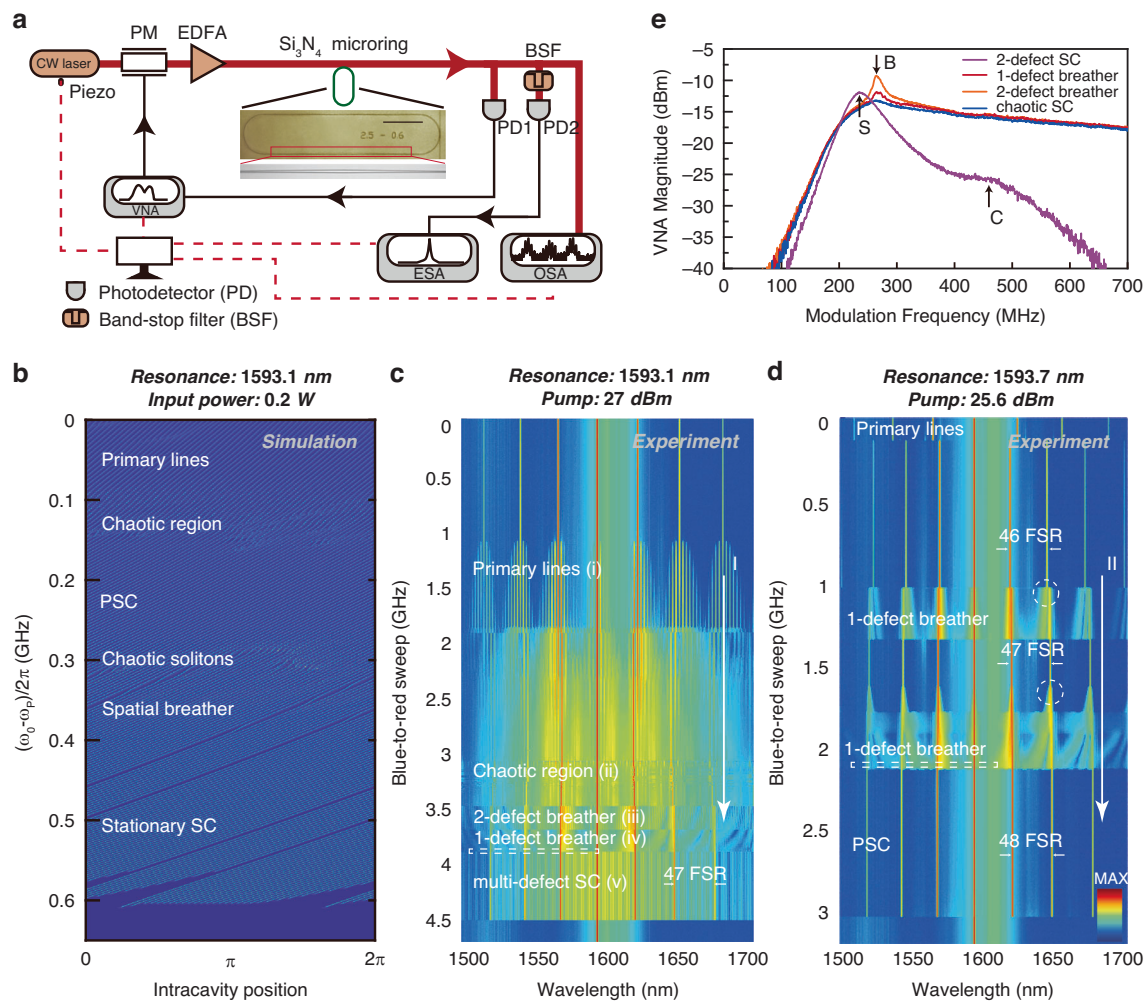 a
PM
EDFA
Si3N4 microring
BSF
CW laser
Piezo
2.5 – 0.6
PD1
PD2
VNA
ESA
OSA
Photodetector (PD)
Band-stop filter (BSF)
e
−5
−10
−15
−20
−25
−30
−35
−40
VNA Magnitude (dBm)
B
S
C
2-defect SC
1-defect breather
2-defect breather
chaotic SC
0
100
200
300
400
500
600
700
Modulation Frequency (MHz)
b
Resonance: 1593.1 nm
Input power: 0.2 W
Simulation
0
0.1
0.2
0.3
0.4
0.5
0.6
(ω0-ωP)/2π (GHz)
Primary lines
Chaotic region
PSC
Chaotic solitons
Spatial breather
Stationary SC
0
π
2π
Intracavity position
c
Resonance: 1593.1 nm
Pump: 27 dBm
Experiment
0
0.5
1
1.5
2
2.5
3
3.5
4
4.5
Blue-to-red sweep (GHz)
I
Primary lines (i)
Chaotic region (ii)
2-defect breather (iii)
1-defect breather (iv)
multi-defect SC (v)
47 FSR
1500
1600
1700
Wavelength (nm)
d
Resonance: 1593.7 nm
Pump: 25.6 dBm
Primary lines
Experiment
0
0.5
1
1.5
2
2.5
3
Blue-to-red sweep (GHz)
46 FSR
II
1-defect breather
47 FSR
1-defect breather
PSC
48 FSR
MAX
1500
1600
1700
Wavelength (nm)